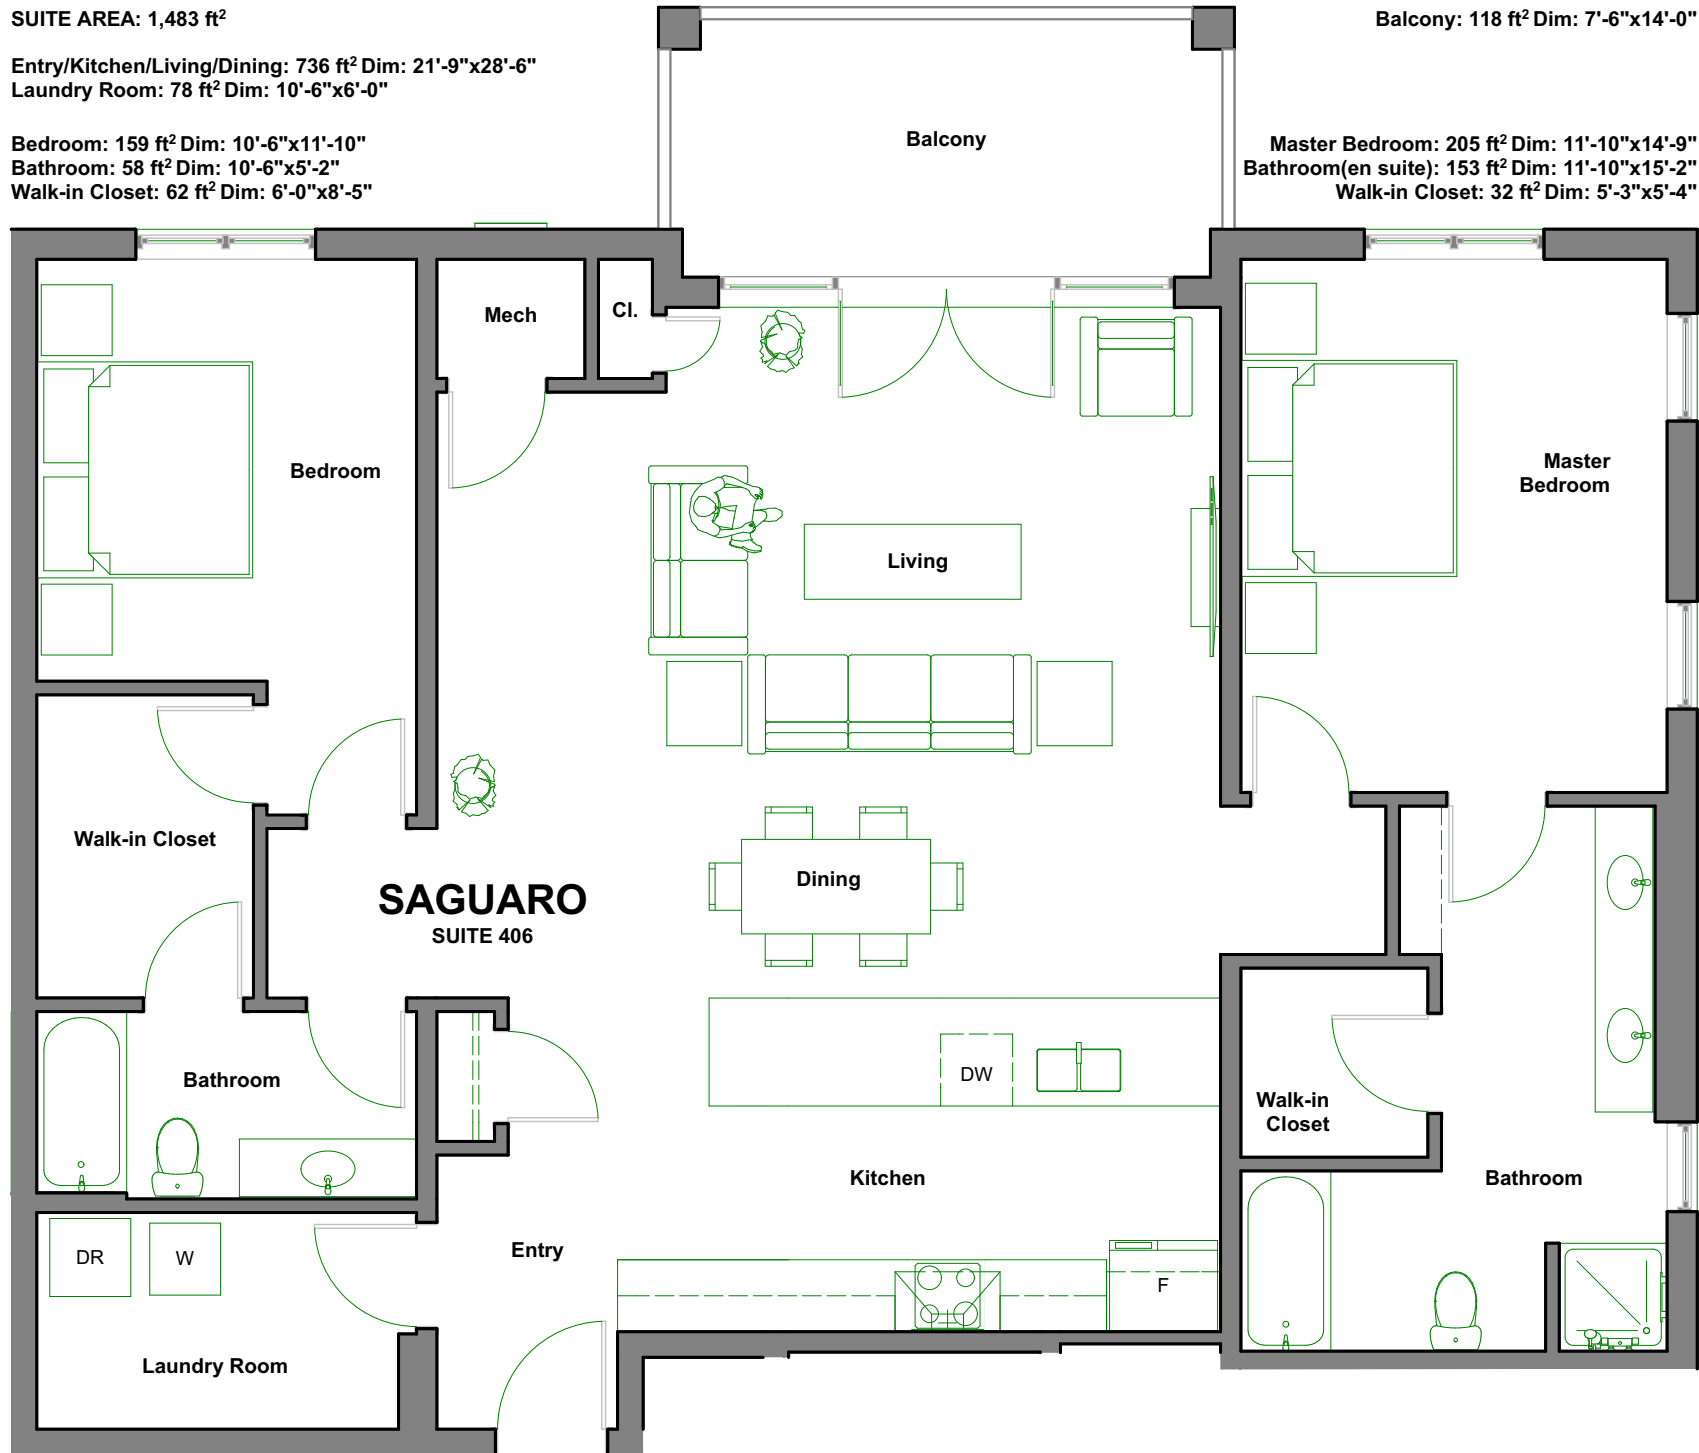 SUITE AREA: 1,483 ft²
Balcony: 118 ft² Dim: 7'-6"x14'-0"
Entry/Kitchen/Living/Dining: 736 ft² Dim: 21'-9"x28'-6"
Laundry Room: 78 ft² Dim: 10'-6"x6'-0"
Bedroom: 159 ft² Dim: 10'-6"x11'-10"
Bathroom: 58 ft² Dim: 10'-6"x5'-2"
Walk-in Closet: 62 ft² Dim: 6'-0"x8'-5"
Balcony
Master Bedroom: 205 ft² Dim: 11'-10"x14'-9"
Bathroom(en suite): 153 ft² Dim: 11'-10"x15'-2"
Walk-in Closet: 32 ft² Dim: 5'-3"x5'-4"
Mech
Cl.
Bedroom
Master
Bedroom
Living
Walk-in Closet
Dining
SAGUARO
SUITE 406
Bathroom
DW
Walk-in
Closet
Kitchen
Bathroom
Entry
DR
W
F
Laundry Room